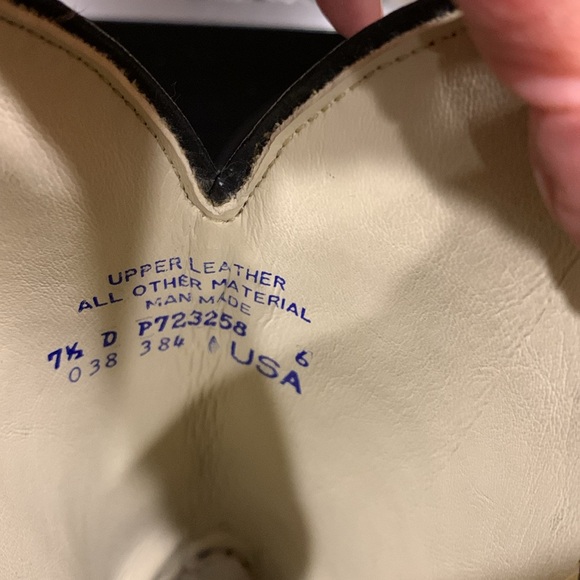 UPPER LEATHER
ALL OTHER MATERIAL
MAN MADE
7½ D P723258 6
038 384 USA